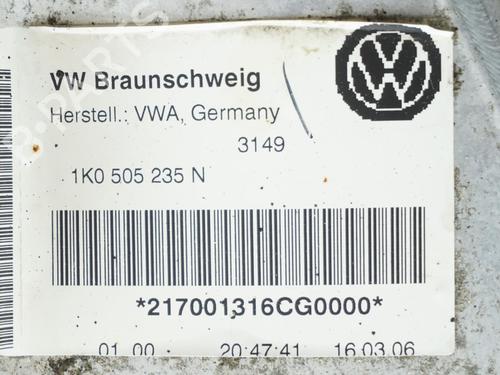 VW Braunschweig
Herstell.: VWA, Germany
3149
1K0 505 235 N
*217001316CG0000*
01 00 20:47:41 16.03.06